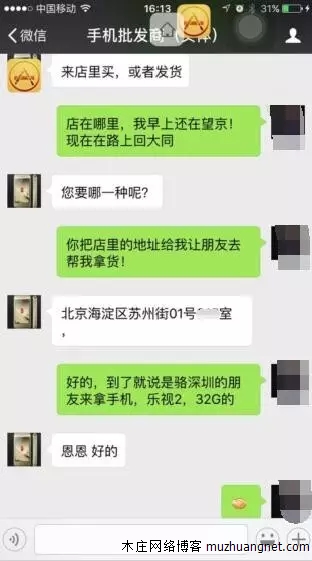 中国移动
16:13
31%
微信
手机批发商
来店里买，或者发货
店在哪里，我早上还在望京！
现在在路上回大同
您要哪一种呢？
你把店里的地址给我让朋友去
帮我拿货！
北京海淀区苏州街01号 室
，
好的，到了就说是骆深圳的朋
友来拿手机，乐视2，32G的
恩恩 好的
木庄网络博客 muzhuangnet.com